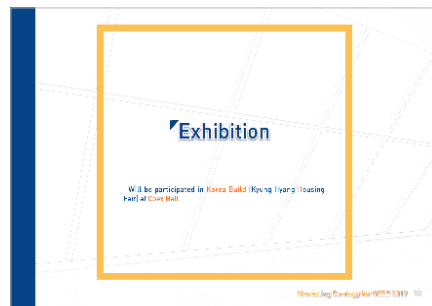 Exhibition
Will be participated in Korea Build (Kyung Hyang Housing
Fair) at Coex Hall.
10